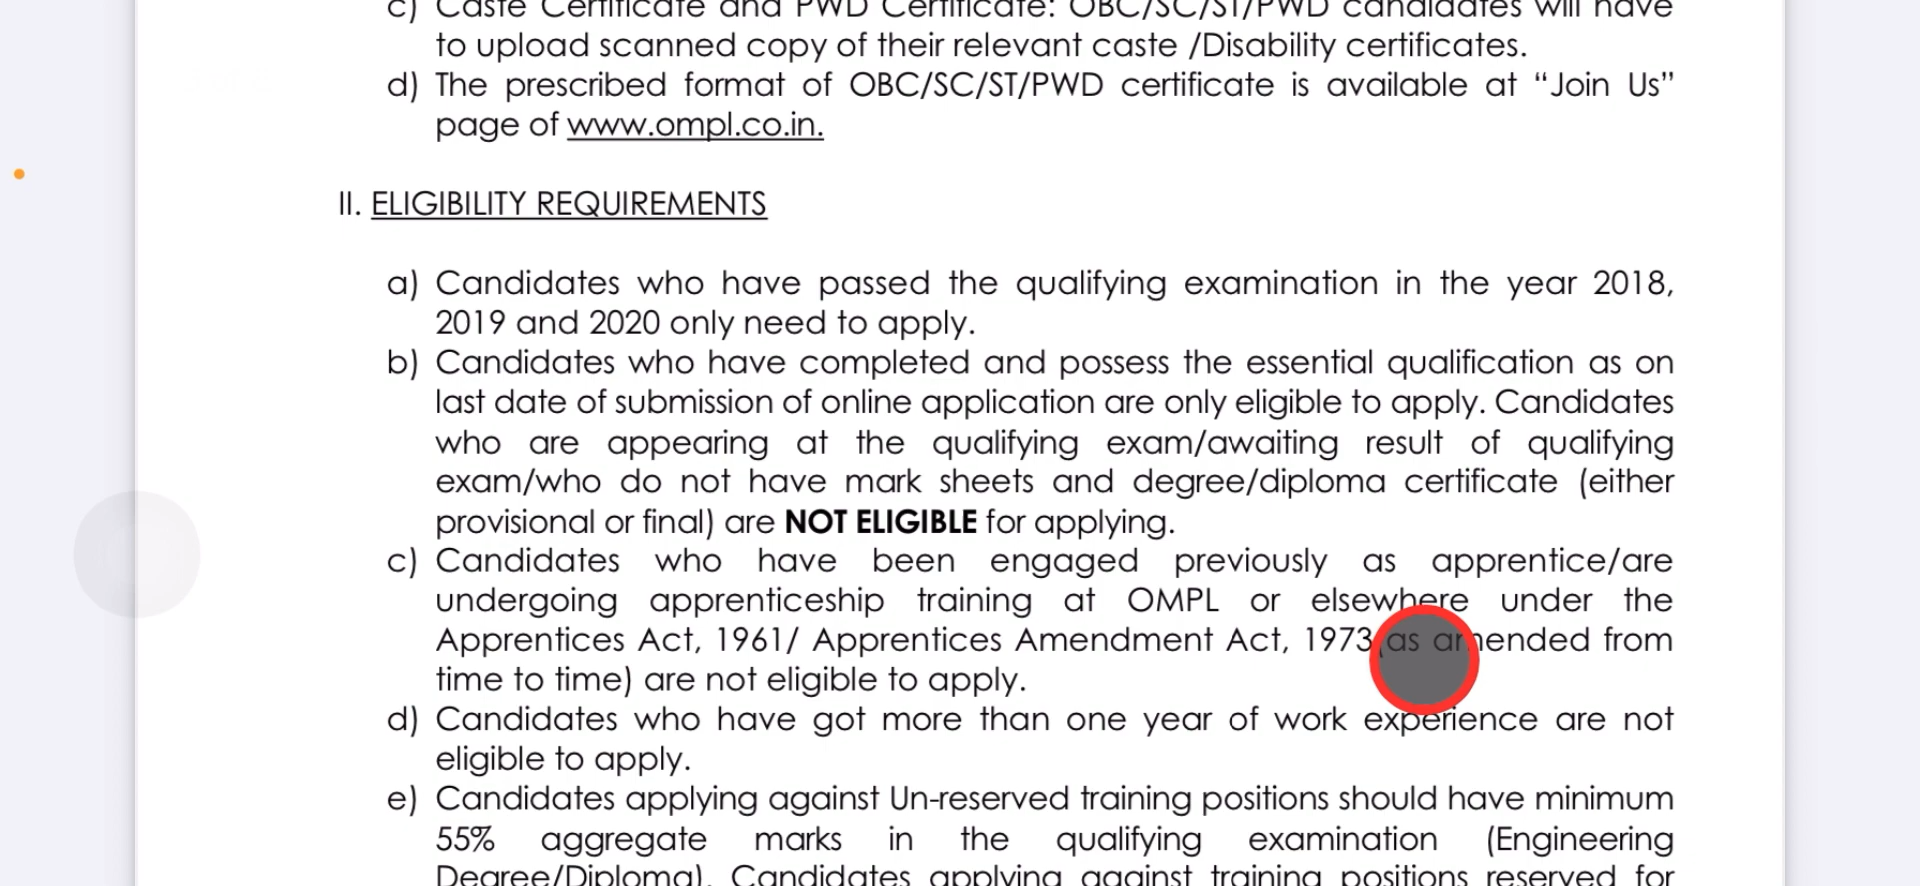 c) Caste Certificate and PWD Certificate: OBC/SC/ST/PWD candidates will have
to upload scanned copy of their relevant caste /Disability certificates.
d) The prescribed format of OBC/SC/ST/PWD certificate is available at “Join Us”
page of www.ompl.co.in.
II. ELIGIBILITY REQUIREMENTS
a) Candidates who have passed the qualifying examination in the year 2018,
2019 and 2020 only need to apply.
b) Candidates who have completed and possess the essential qualification as on
last date of submission of online application are only eligible to apply. Candidates
who are appearing at the qualifying exam/awaiting result of qualifying
exam/who do not have mark sheets and degree/diploma certificate (either
provisional or final) are NOT ELIGIBLE for applying.
c) Candidates who have been engaged previously as apprentice/are
undergoing apprenticeship training at OMPL or elsewhere under the
Apprentices Act, 1961/ Apprentices Amendment Act, 1973(as amended from
time to time) are not eligible to apply.
d) Candidates who have got more than one year of work experience are not
eligible to apply.
e) Candidates applying against Un-reserved training positions should have minimum
55% aggregate marks in the qualifying examination (Engineering
Degree/Diploma). Candidates applying against training positions reserved for